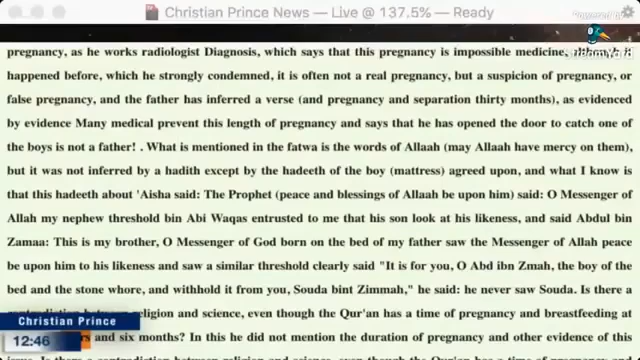 Christian Prince News — Live @ 137.5% — Ready
Powered by
StreamYard
pregnancy, as he works radiologist Diagnosis, which says that this pregnancy is impossible medicine, although it
happened before, which he strongly condemned, it is often not a real pregnancy, but a suspicion of pregnancy, or
false pregnancy, and the father has inferred a verse (and pregnancy and separation thirty months), as evidenced
by evidence Many medical prevent this length of pregnancy and says that he has opened the door to catch one of
the boys is not a father! . What is mentioned in the fatwa is the words of Allaah (may Allaah have mercy on them),
but it was not inferred by a hadith except by the hadeeth of the boy (mattress) agreed upon, and what I know is
that this hadeeth about 'Aisha said: The Prophet (peace and blessings of Allaah be upon him) said: O Messenger of
Allah my nephew threshold bin Abi Waqas entrusted to me that his son look at his likeness, and said Abdul bin
Zamaa: This is my brother, O Messenger of God born on the bed of my father saw the Messenger of Allah peace
be upon him to his likeness and saw a similar threshold clearly said "It is for you, O Abd ibn Zmah, the boy of the
bed and the stone whore, and withhold it from you, Souda bint Zimmah," he said: he never saw Souda. Is there a
contradiction between religion and science, even though the Qur'an has a time of pregnancy and breastfeeding at
rs and six months? In this he did not mention the duration of pregnancy and other evidence of this
Christian Prince
12:46